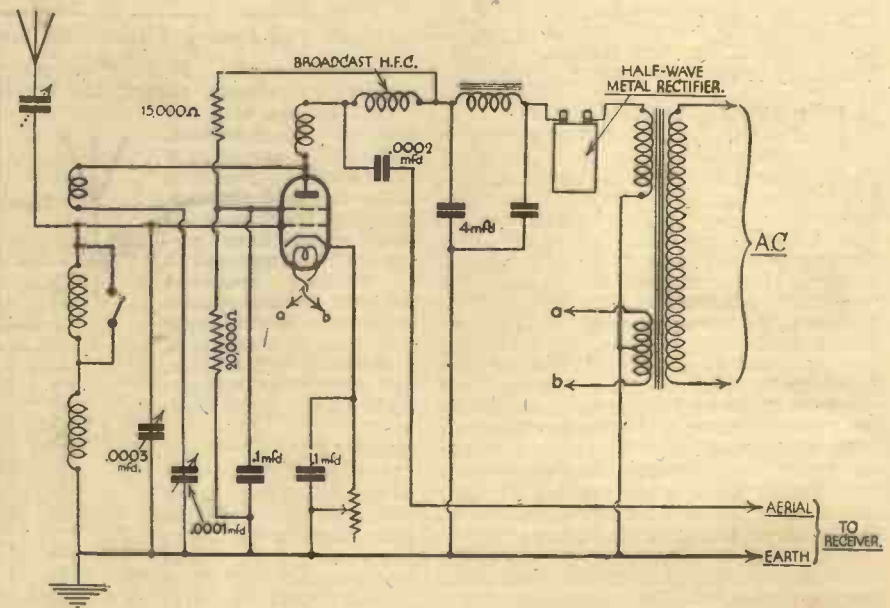 BROADCAST H.F.C.
HALF-WAVE
METAL RECTIFIER.
15,000Ω
.0002
mfd
4mfd
A.C
a
b
a
b
20,000Ω
.0003
mfd.
.1mfd
.1mfd
.0001mfd
AERIAL
TO
RECEIVER.
EARTH